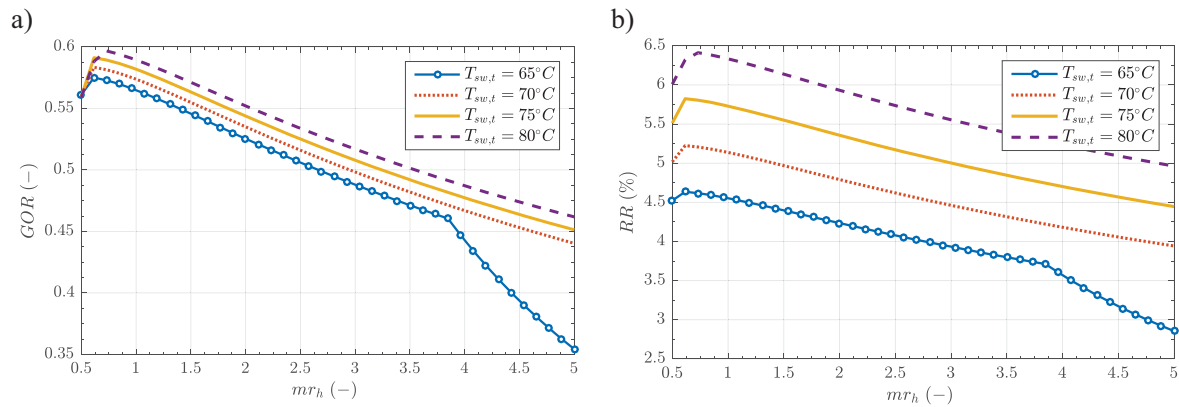 a)
0.6
0.55
0.5
0.45
0.4
0.35
GOR (−)
0.5 1 1.5 2 2.5 3 3.5 4 4.5 5
mr_h (−)
T_{sw,t} = 65°C
T_{sw,t} = 70°C
T_{sw,t} = 75°C
T_{sw,t} = 80°C
b)
6.5
6
5.5
5
4.5
4
3.5
3
2.5
RR (%)
0.5 1 1.5 2 2.5 3 3.5 4 4.5 5
mr_h (−)
T_{sw,t} = 65°C
T_{sw,t} = 70°C
T_{sw,t} = 75°C
T_{sw,t} = 80°C